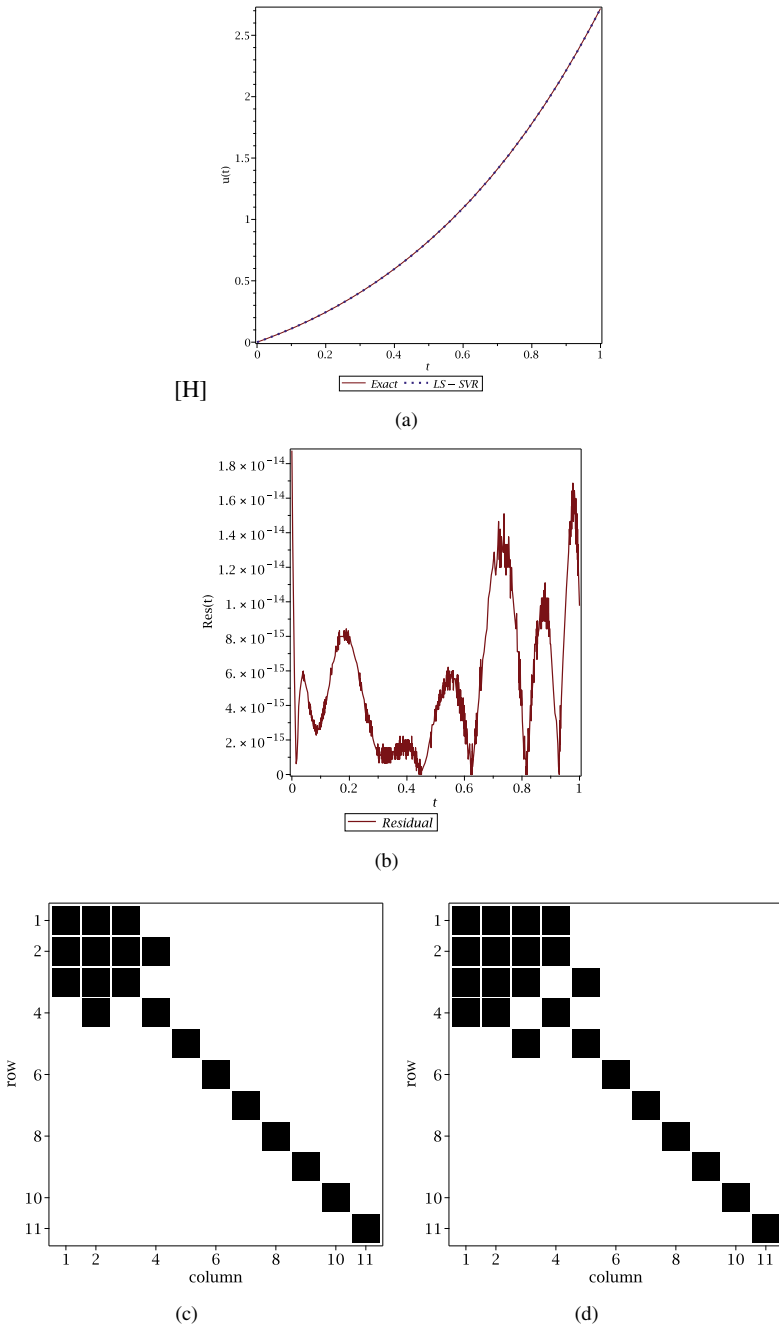 2.5
2
1.5
u(t)
1
0.5
0
0 0.2 0.4 0.6 0.8 1
t
Exact LS – SVR
[H]
(a)
1.8 × 10⁻¹⁴
1.6 × 10⁻¹⁴
1.4 × 10⁻¹⁴
1.2 × 10⁻¹⁴
Res(t)
1. × 10⁻¹⁴
8. × 10⁻¹⁵
6. × 10⁻¹⁵
4. × 10⁻¹⁵
2. × 10⁻¹⁵
0
0 0.2 0.4 0.6 0.8 1
t
Residual
(b)
1
2
4
row
6
8
10
11
1 2 4 6 8 10 11
column
(c)
1
2
4
row
6
8
10
11
1 2 4 6 8 10 11
column
(d)